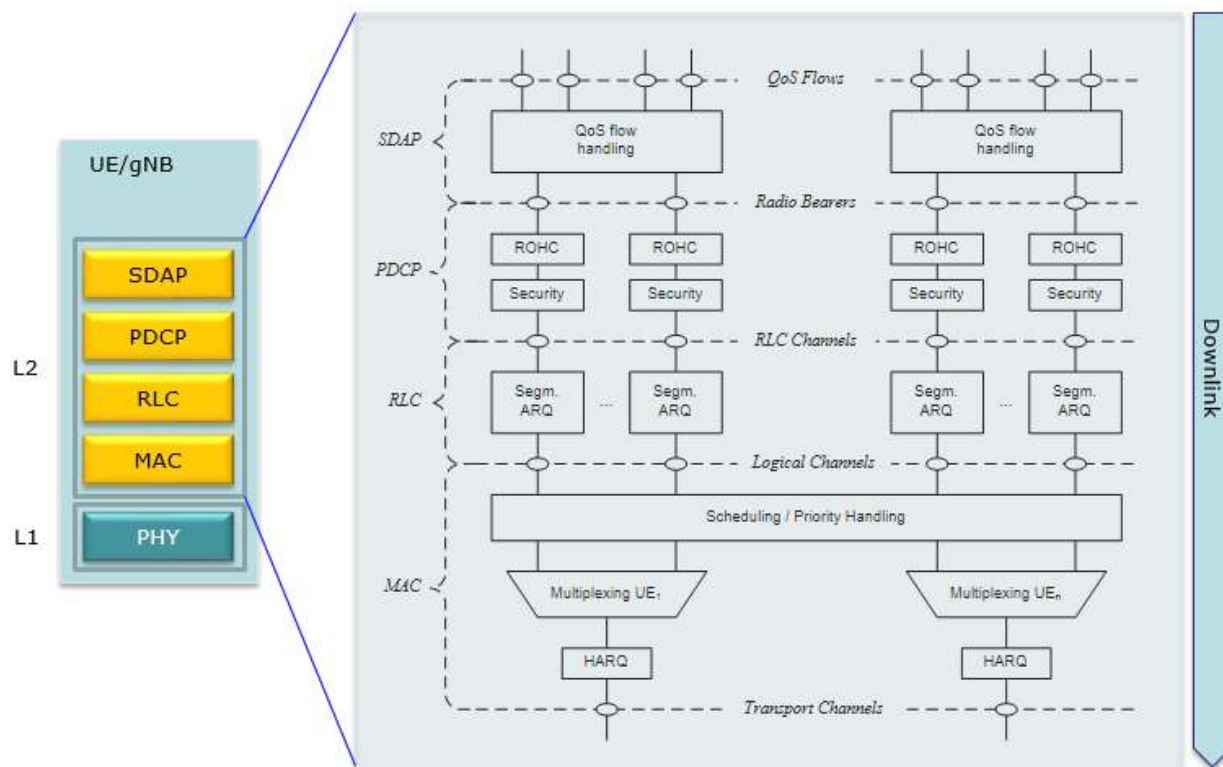 UE/gNB
SDAP
PDCP
RLC
MAC
PHY
L2
L1
QoS Flows
SDAP
QoS flow
handling
QoS flow
handling
Radio Bearers
PDCP
ROHC
ROHC
ROHC
ROHC
Security
Security
Security
Security
RLC Channels
RLC
Segm.
ARQ
...
Segm.
ARQ
Segm.
ARQ
...
Segm.
ARQ
Logical Channels
Scheduling / Priority Handling
MAC
Multiplexing UE₁
Multiplexing UEₙ
HARQ
HARQ
Transport Channels
Downlink